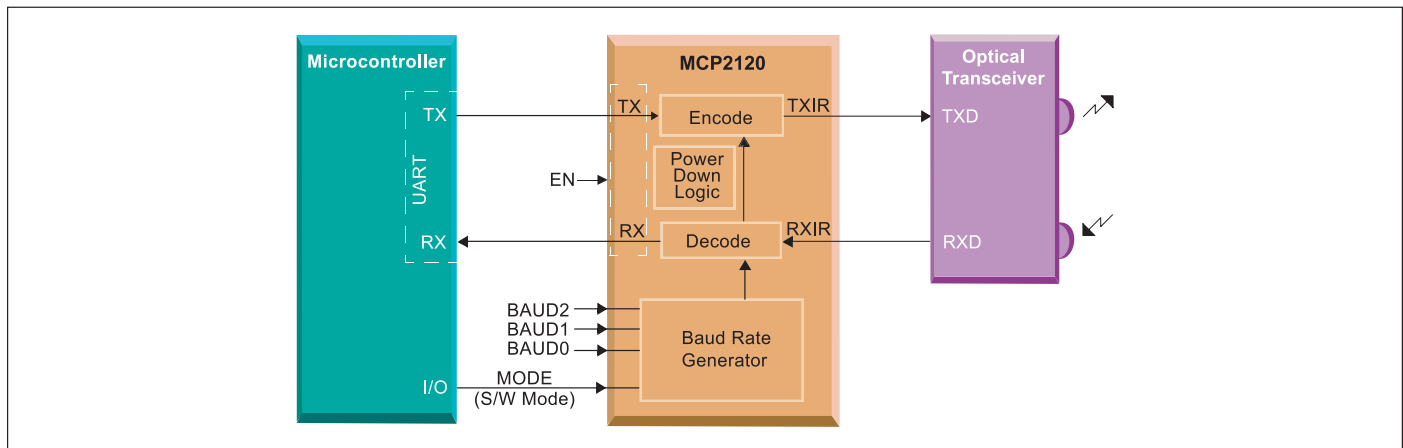 Microcontroller
MCP2120
Optical
Transceiver
TX
TX
Encode
TXIR
TXD
UART
EN
Power
Down
Logic
RX
RX
Decode
RXIR
RXD
BAUD2
BAUD1
BAUD0
Baud Rate
Generator
I/O
MODE
(S/W Mode)